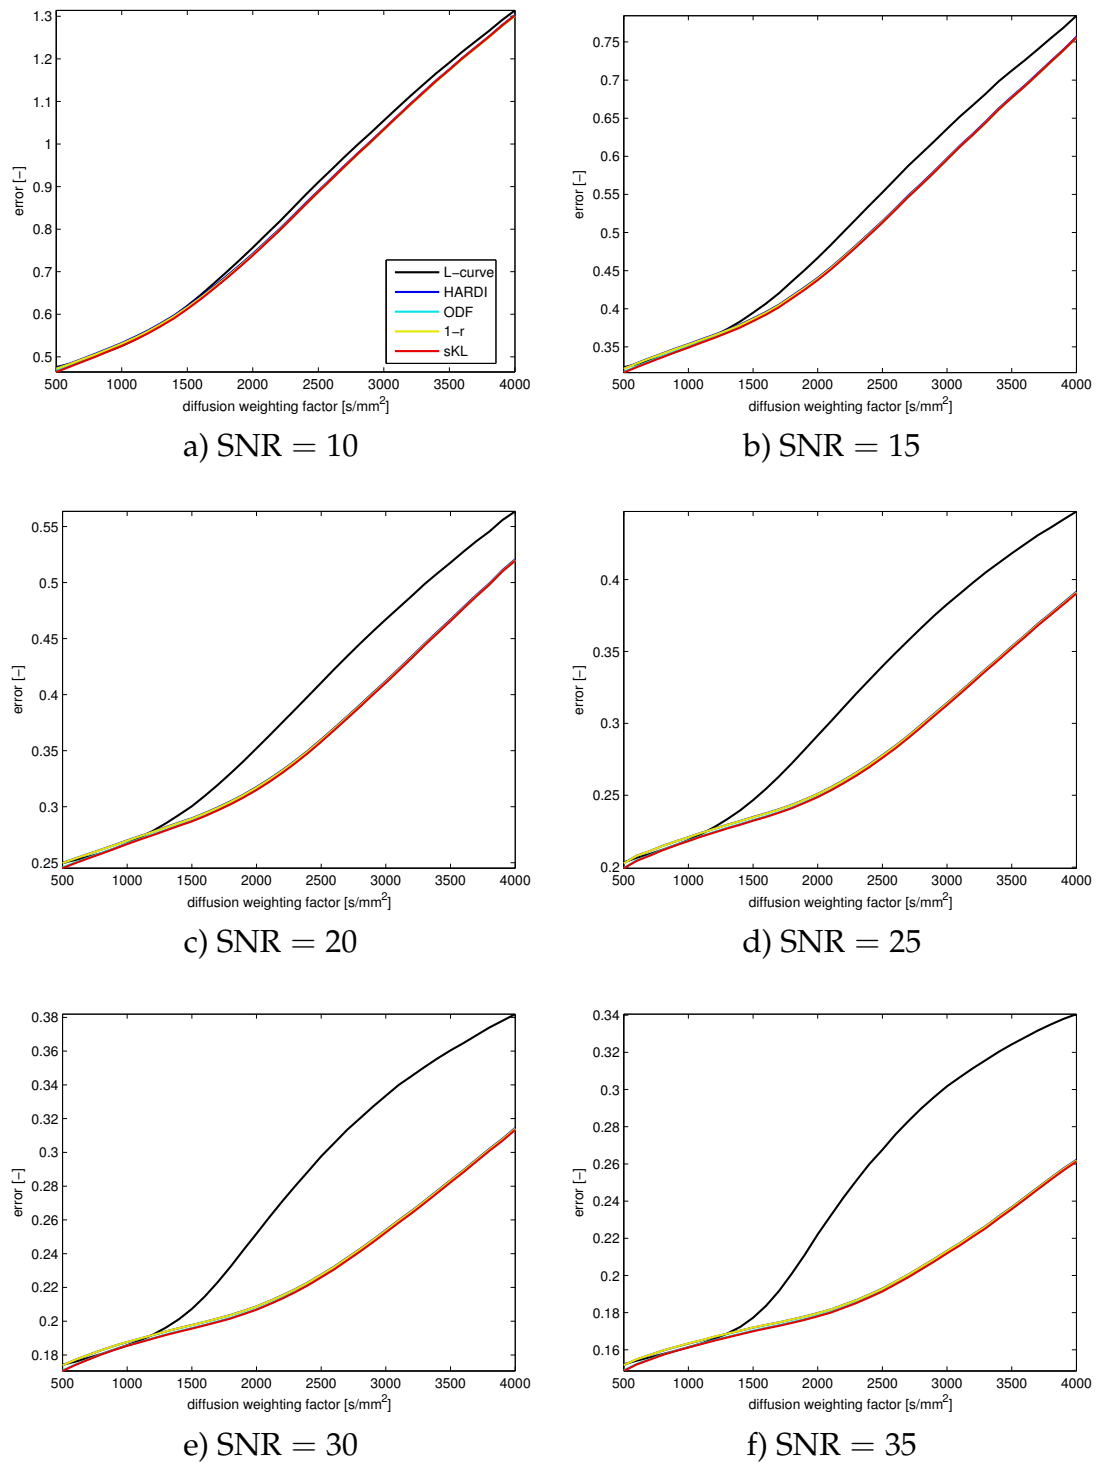 1.3
1.2
1.1
1
0.9
0.8
0.7
0.6
0.5
error [−]
L−curve
HARDI
ODF
1−r
sKL
500 1000 1500 2000 2500 3000 3500 4000
diffusion weighting factor [s/mm²]
a) SNR = 10
0.75
0.7
0.65
0.6
0.55
0.5
0.45
0.4
0.35
error [−]
500 1000 1500 2000 2500 3000 3500 4000
diffusion weighting factor [s/mm²]
b) SNR = 15
0.55
0.5
0.45
0.4
0.35
0.3
0.25
error [−]
500 1000 1500 2000 2500 3000 3500 4000
diffusion weighting factor [s/mm²]
c) SNR = 20
0.4
0.35
0.3
0.25
0.2
error [−]
500 1000 1500 2000 2500 3000 3500 4000
diffusion weighting factor [s/mm²]
d) SNR = 25
0.38
0.36
0.34
0.32
0.3
0.28
0.26
0.24
0.22
0.2
0.18
error [−]
500 1000 1500 2000 2500 3000 3500 4000
diffusion weighting factor [s/mm²]
e) SNR = 30
0.34
0.32
0.3
0.28
0.26
0.24
0.22
0.2
0.18
0.16
error [−]
500 1000 1500 2000 2500 3000 3500 4000
diffusion weighting factor [s/mm²]
f) SNR = 35